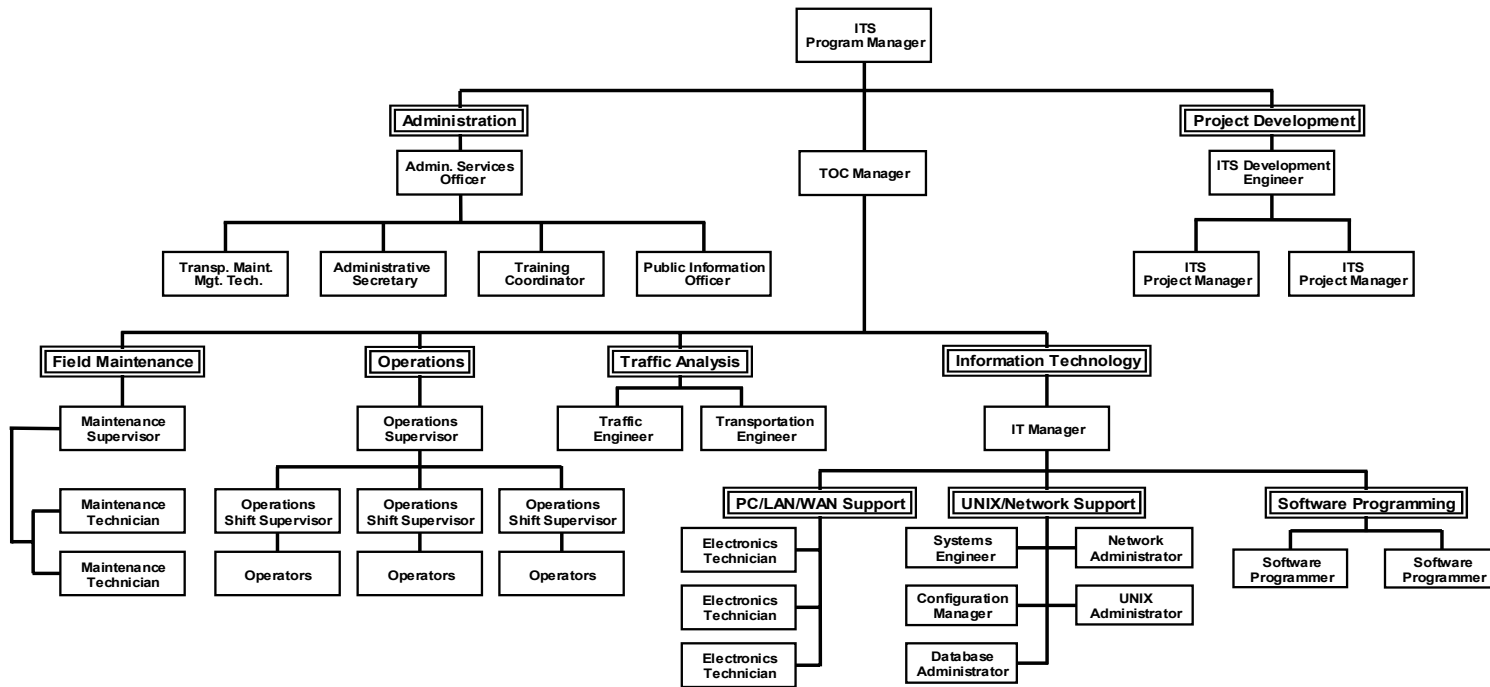 ITS
Program Manager
Administration
Project Development
Admin. Services
Officer
TOC Manager
ITS Development
Engineer
Transp. Maint.
Mgt. Tech.
Administrative
Secretary
Training
Coordinator
Public Information
Officer
ITS
Project Manager
ITS
Project Manager
Field Maintenance
Operations
Traffic Analysis
Information Technology
Maintenance
Supervisor
Operations
Supervisor
Traffic
Engineer
Transportation
Engineer
IT Manager
Maintenance
Technician
Operations
Shift Supervisor
Operations
Shift Supervisor
Operations
Shift Supervisor
PC/LAN/WAN Support
UNIX/Network Support
Software Programming
Maintenance
Technician
Operators
Operators
Operators
Electronics
Technician
Systems
Engineer
Network
Administrator
Software
Programmer
Software
Programmer
Electronics
Technician
Configuration
Manager
UNIX
Administrator
Electronics
Technician
Database
Administrator